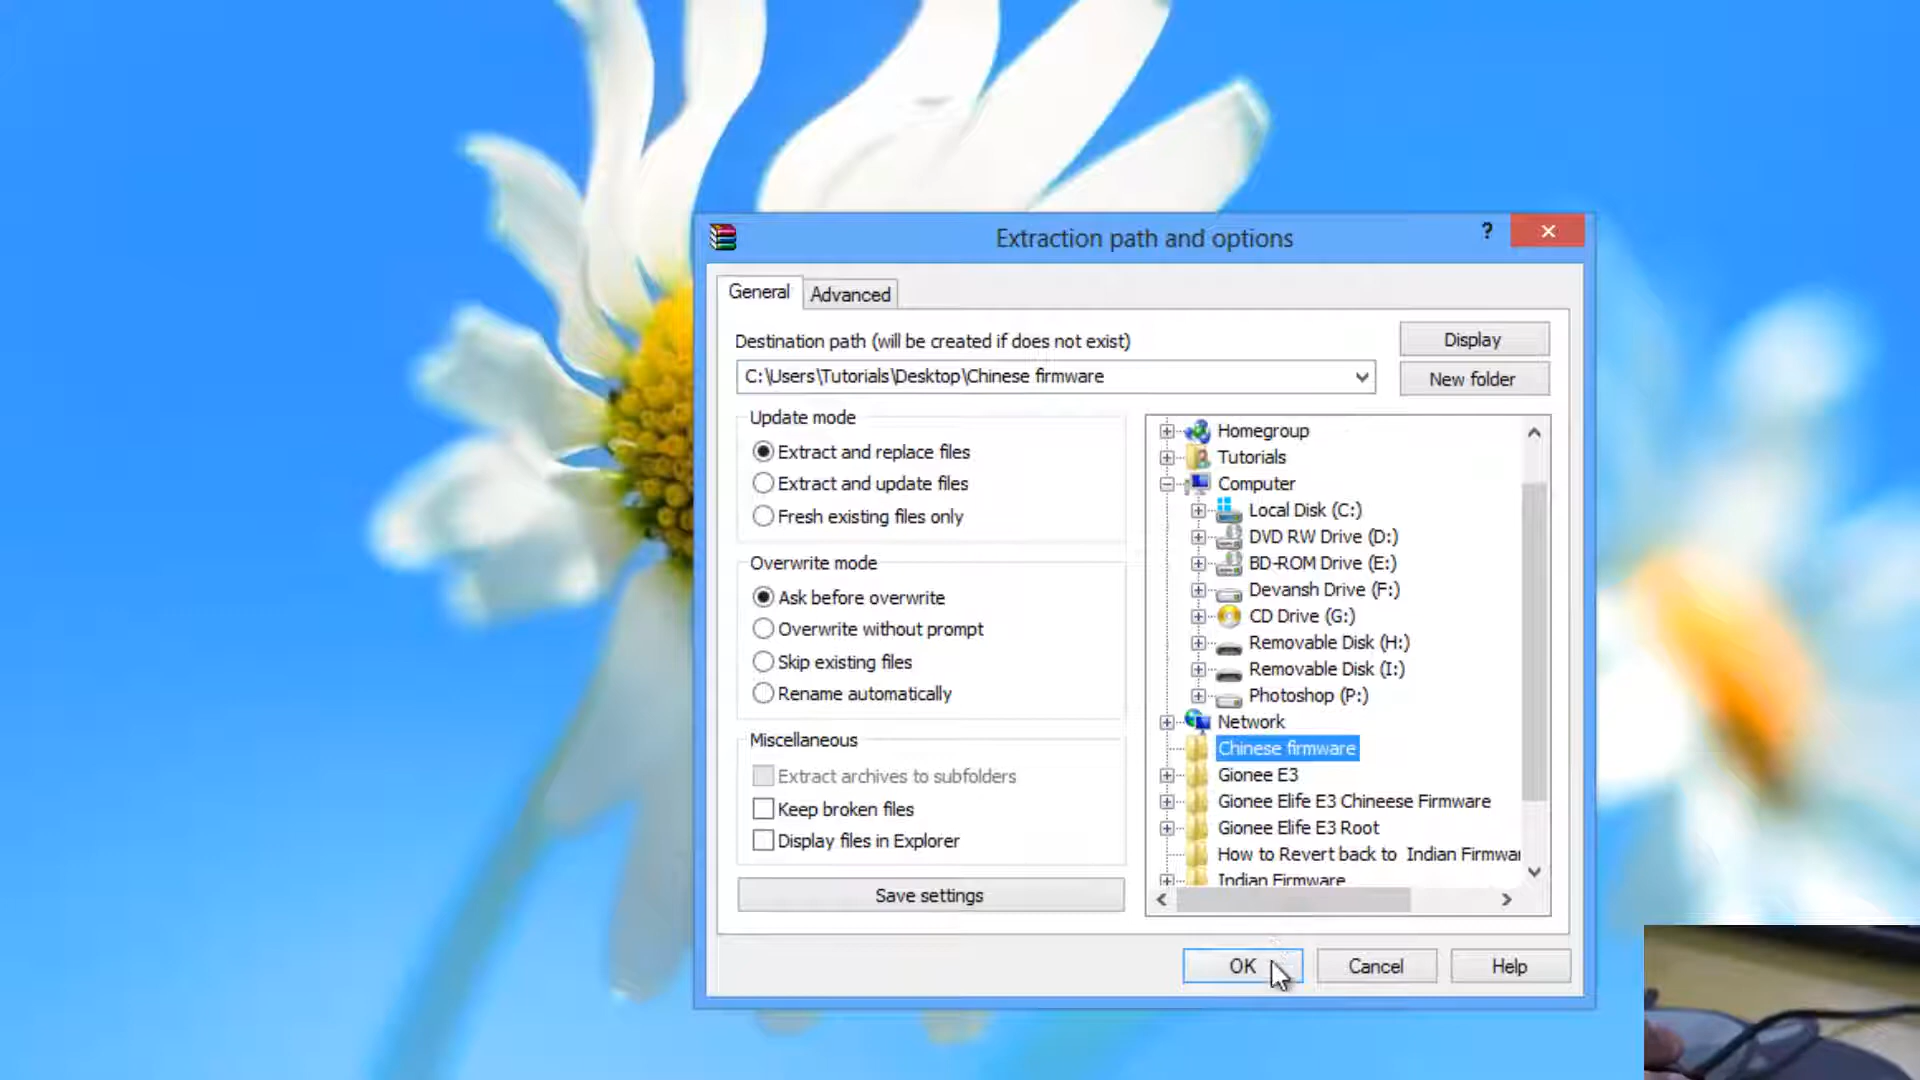 Extraction path and options
?
General
Advanced
Destination path (will be created if does not exist)
C:\Users\Tutorials\Desktop\Chinese firmware
Display
New folder
Update mode
Extract and replace files
Extract and update files
Fresh existing files only
Overwrite mode
Ask before overwrite
Overwrite without prompt
Skip existing files
Rename automatically
Miscellaneous
Extract archives to subfolders
Keep broken files
Display files in Explorer
Save settings
Homegroup
Tutorials
Computer
Local Disk (C:)
DVD RW Drive (D:)
BD-ROM Drive (E:)
Devansh Drive (F:)
CD Drive (G:)
Removable Disk (H:)
Removable Disk (I:)
Photoshop (P:)
Network
Chinese firmware
Gionee E3
Gionee Elife E3 Chineese Firmware
Gionee Elife E3 Root
How to Revert back to Indian Firmwar
Indian Firmware
OK
Cancel
Help